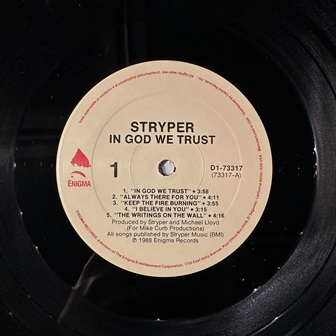 STRYPER
IN GOD WE TRUST
ENIGMA
1
D1-73317
(73317-A)
1. "IN GOD WE TRUST" • 3:56
2. "ALWAYS THERE FOR YOU" • 4:11
3. "KEEP THE FIRE BURNING" • 3:55
4. "I BELIEVE IN YOU" • 3:15
5. "THE WRITINGS ON THE WALL" • 4:16
Produced by Stryper and Michael Lloyd
(For Mike Curb Productions)
All songs published by Stryper Music (BMI)
℗ 1988 Enigma Records